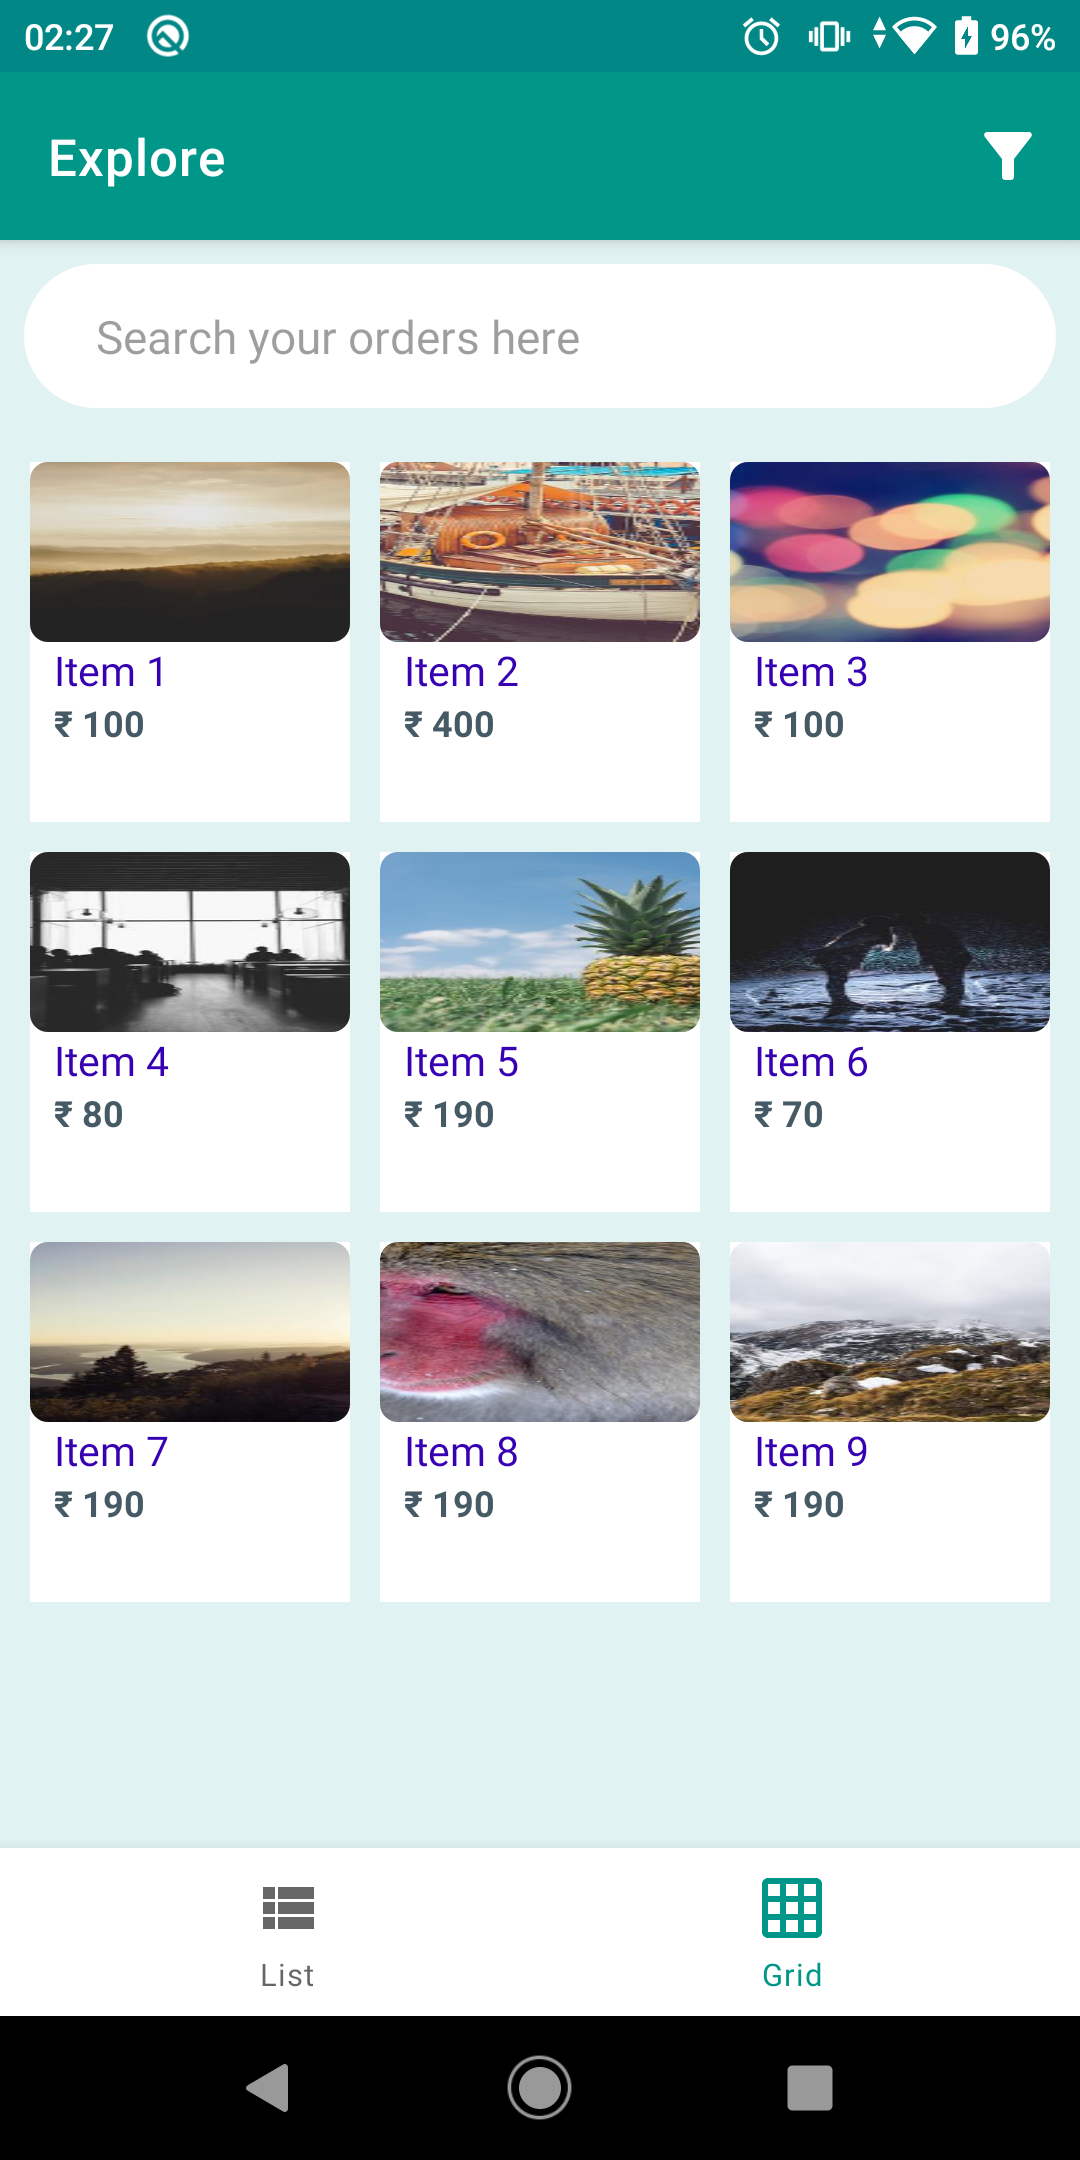 02:27 96%
Explore
Search your orders here
Item 1 Item 2 Item 3
₹ 100 ₹ 400 ₹ 100
Item 4 Item 5 Item 6
₹ 80 ₹ 190 ₹ 70
Item 7 Item 8 Item 9
₹ 190 ₹ 190 ₹ 190
List Grid